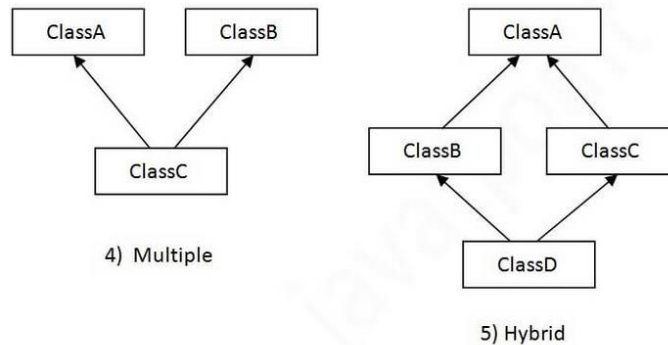 ClassA
ClassB
ClassC
4) Multiple
ClassA
ClassB
ClassC
ClassD
5) Hybrid